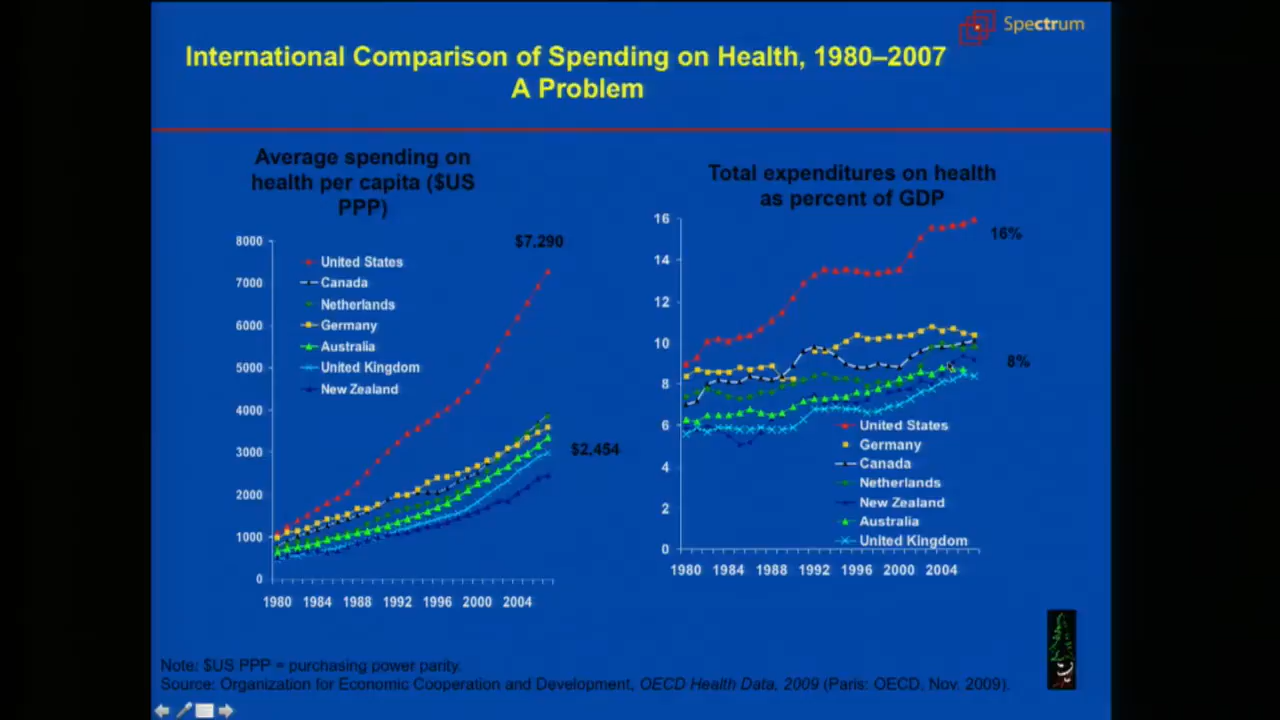 Spectrum
International Comparison of Spending on Health, 1980–2007
A Problem
Average spending on
health per capita ($US
PPP)
8000
7000
6000
5000
4000
3000
2000
1000
0
$7,290
United States
Canada
Netherlands
Germany
Australia
United Kingdom
New Zealand
$2,454
1980 1984 1988 1992 1996 2000 2004
Total expenditures on health
as percent of GDP
16
14
12
10
8
6
4
2
0
16%
8%
United States
Germany
Canada
Netherlands
New Zealand
Australia
United Kingdom
1980 1984 1988 1992 1996 2000 2004
Note: $US PPP = purchasing power parity.
Source: Organization for Economic Cooperation and Development, OECD Health Data, 2009 (Paris: OECD, Nov. 2009).